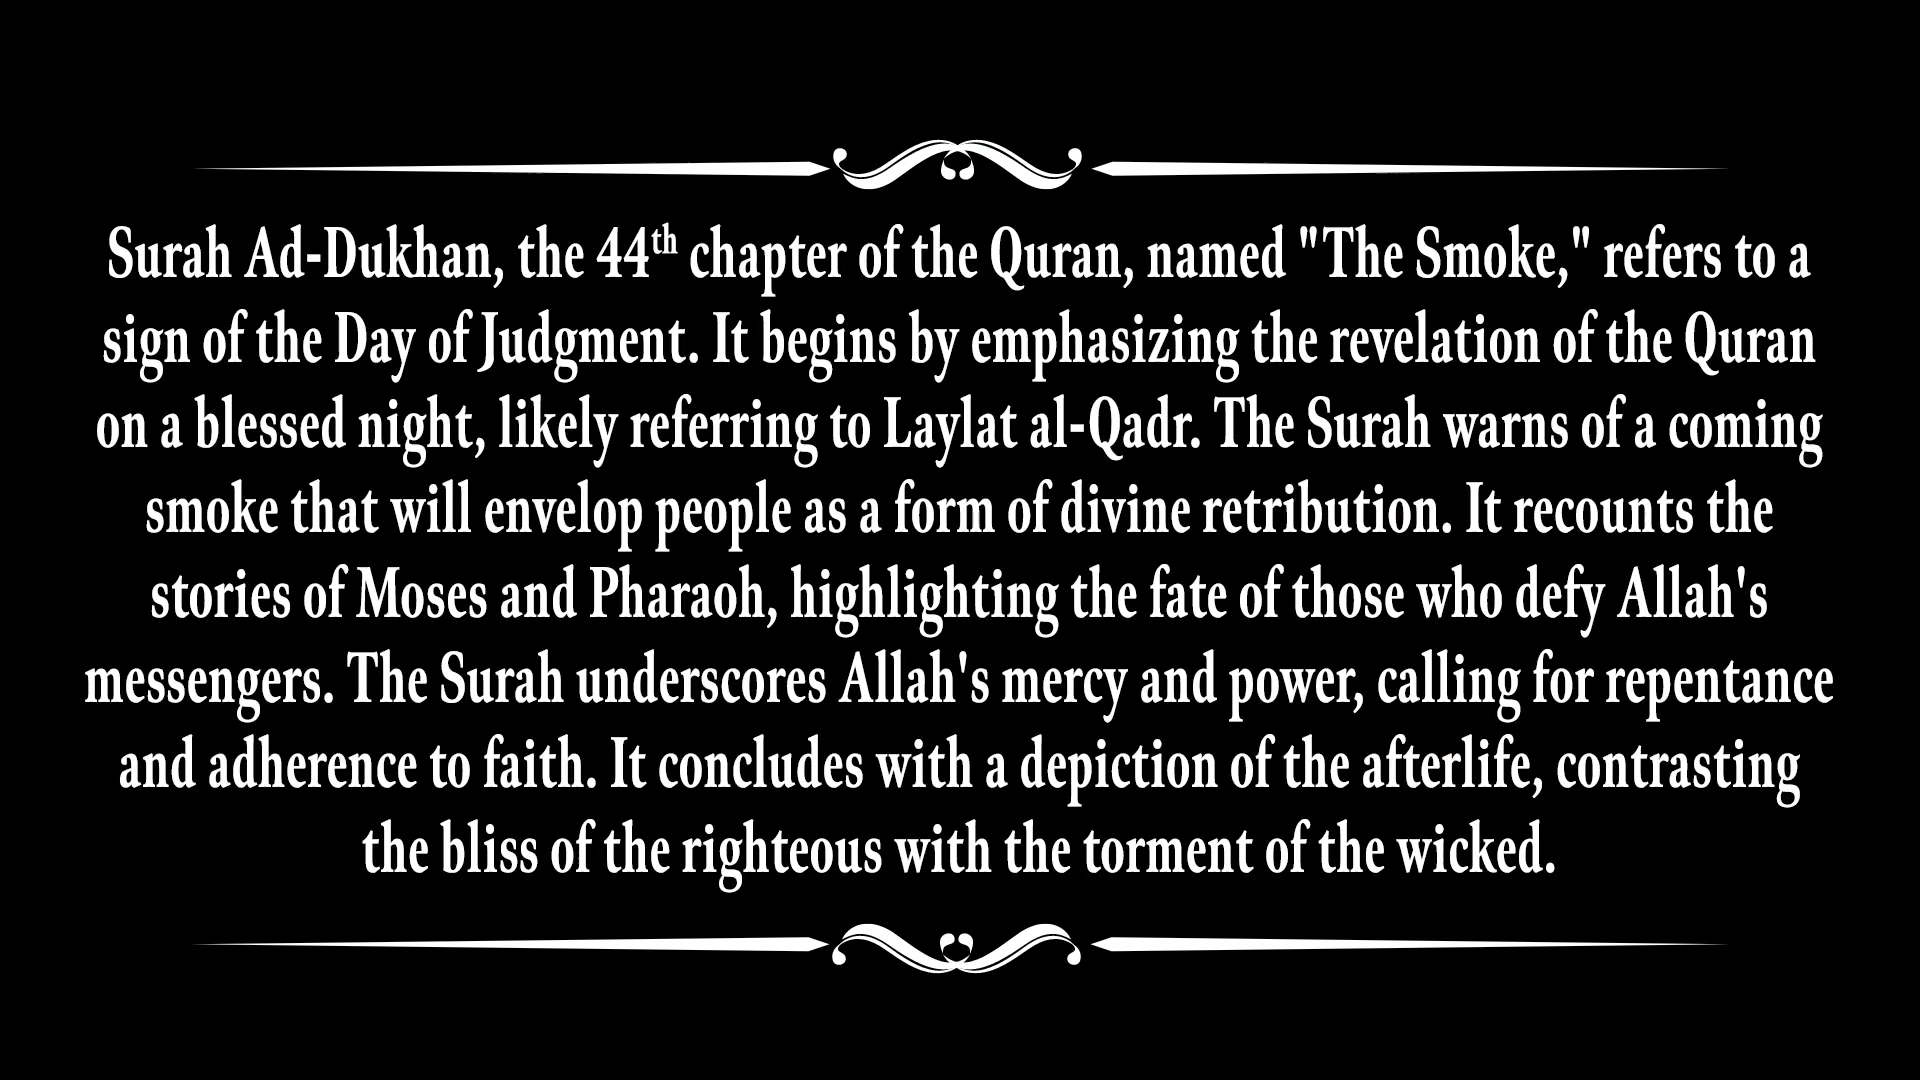 Surah Ad-Dukhan, the 44th chapter of the Quran, named "The Smoke," refers to a
sign of the Day of Judgment. It begins by emphasizing the revelation of the Quran
on a blessed night, likely referring to Laylat al-Qadr. The Surah warns of a coming
smoke that will envelop people as a form of divine retribution. It recounts the
stories of Moses and Pharaoh, highlighting the fate of those who defy Allah's
messengers. The Surah underscores Allah's mercy and power, calling for repentance
and adherence to faith. It concludes with a depiction of the afterlife, contrasting
the bliss of the righteous with the torment of the wicked.